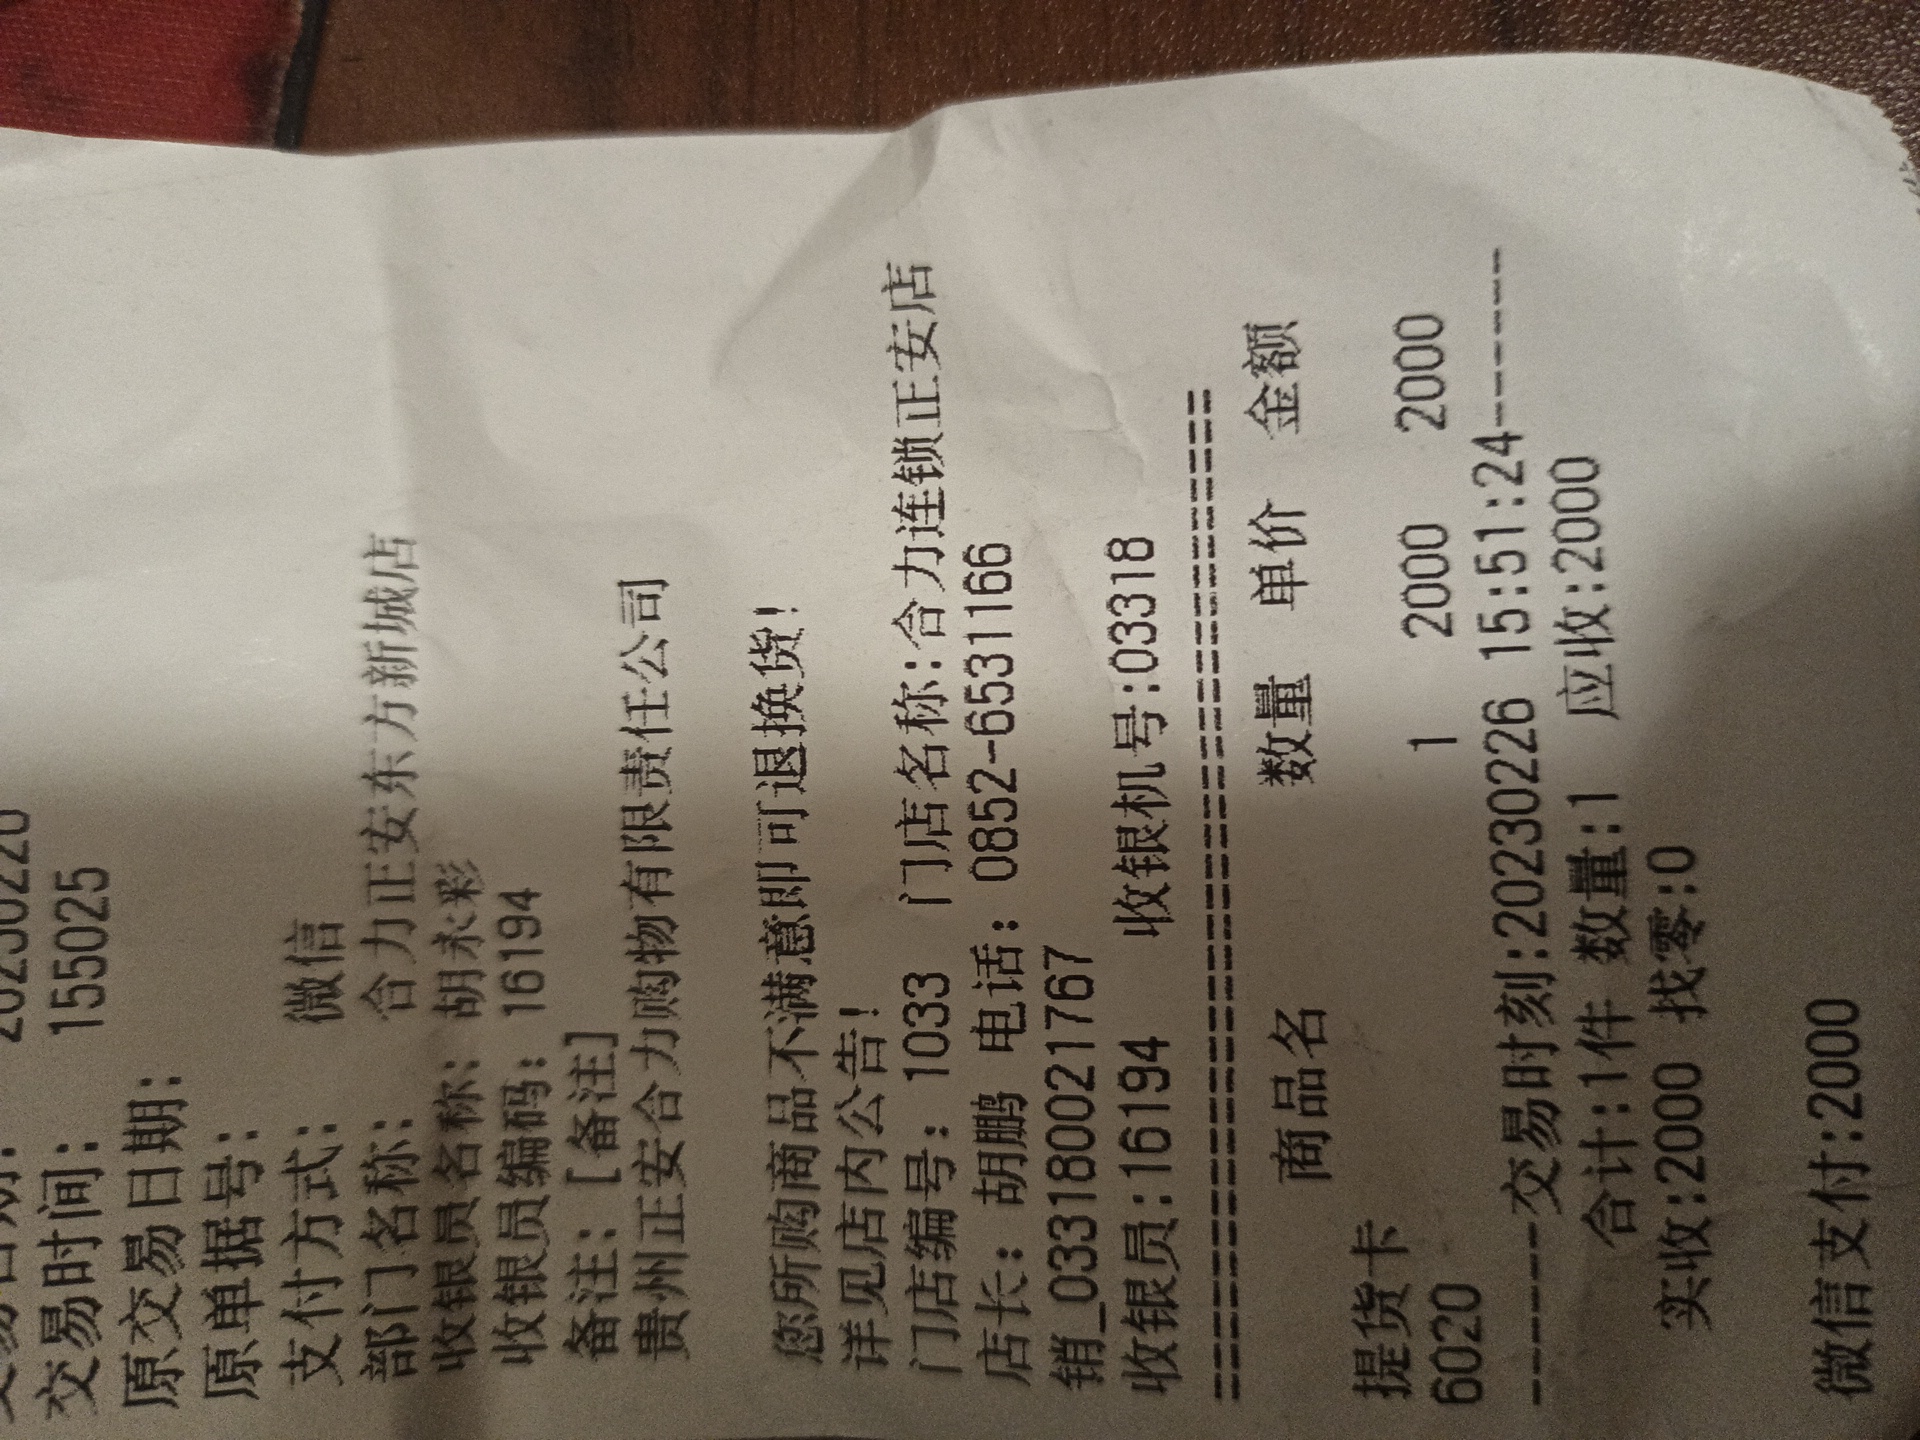 交易时间: 155025
原交易日期:
原单据号:
支付方式: 微信
部门名称: 合力正安东方新城店
收银员名称: 胡永彩
收银员编码: 16194
备注: [备注]
贵州正安合力购物有限责任公司
您所购商品不满意即可退换货!
详见店内公告!
门店编号: 1033 门店名称:合力连锁正安店
店长: 胡鹏 电话: 0852-6531166
销_0331800021767
收银员:16194 收银机号:03318
商品名 数量 单价 金额
提货卡
6020 1 2000 2000
-------交易时刻:20230226 15:51:24--------
合计:1件 数量:1 应收:2000
实收:2000 找零:0
微信支付:2000